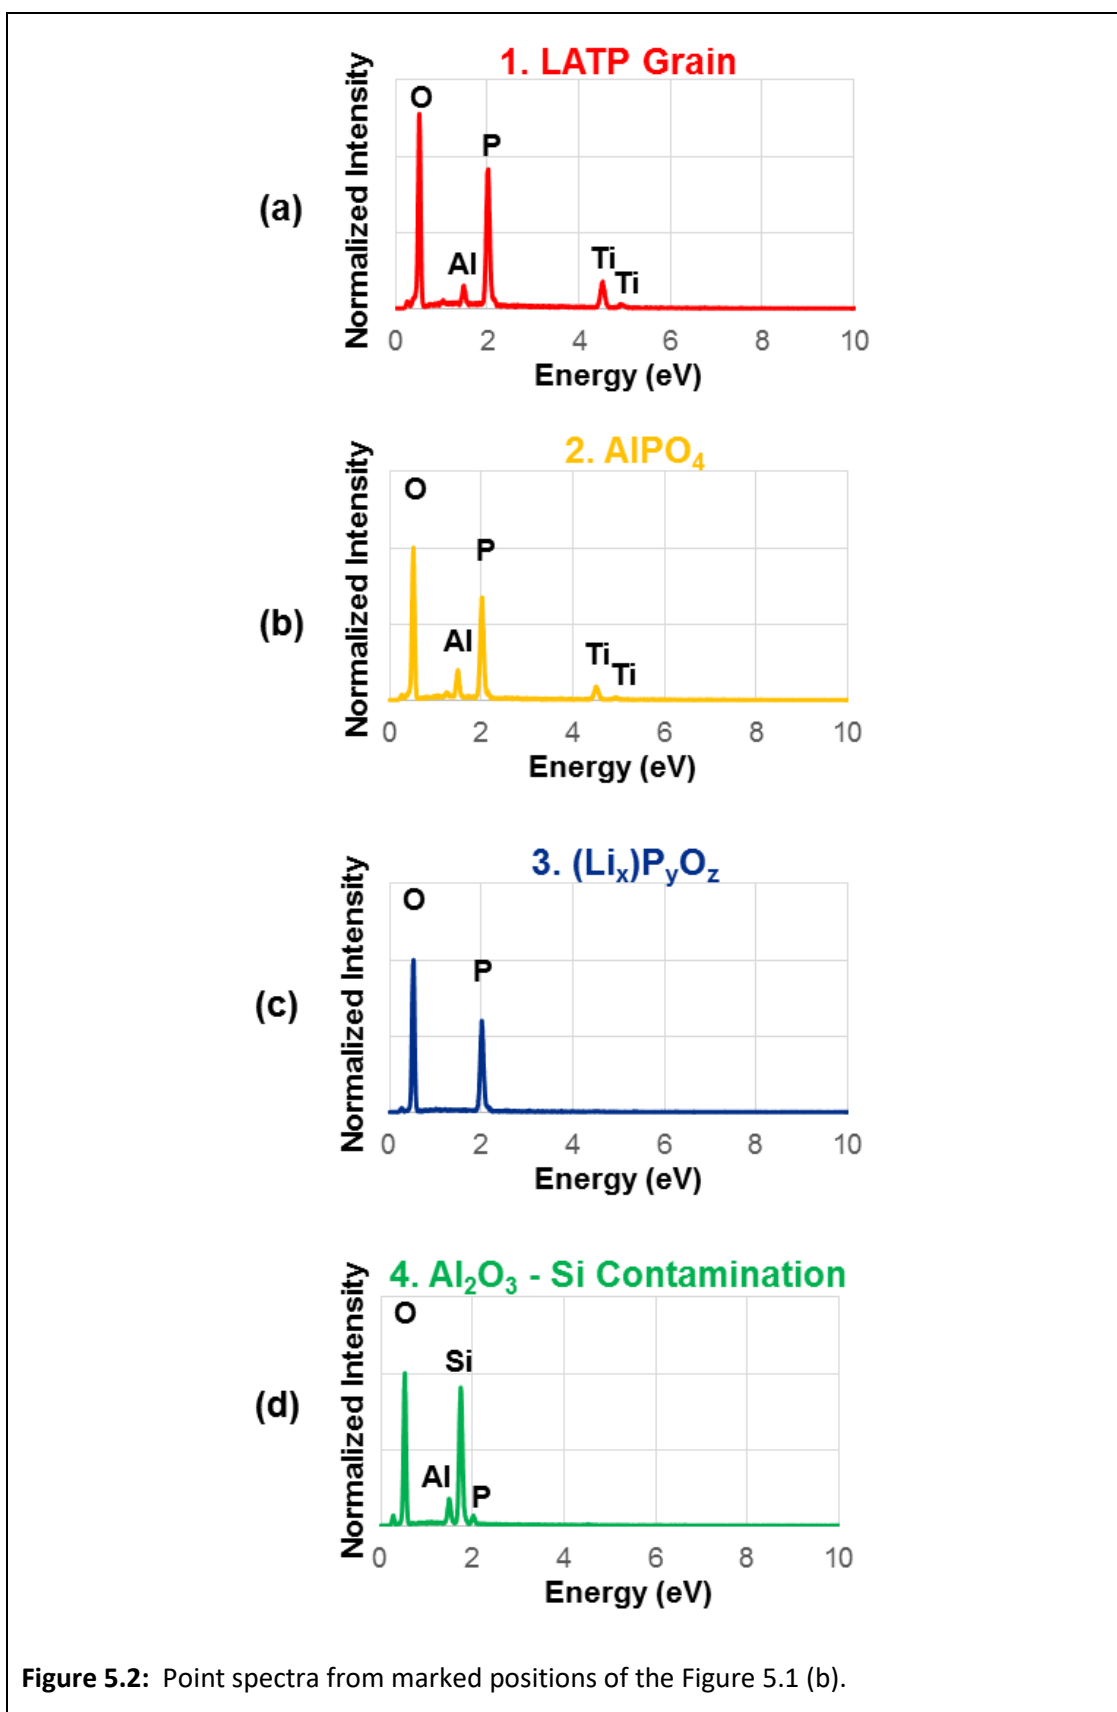 1. LATP Grain
(a)
Normalized Intensity
O
P
Al
Ti
Ti
0 2 4 6 8 10
Energy (eV)
2. AlPO₄
(b)
Normalized Intensity
O
P
Al
Ti
Ti
0 2 4 6 8 10
Energy (eV)
3. (Liₓ)PᵧO_z
(c)
Normalized Intensity
O
P
0 2 4 6 8 10
Energy (eV)
4. Al₂O₃ - Si Contamination
(d)
Normalized Intensity
O
Si
Al
P
0 2 4 6 8 10
Energy (eV)
Figure 5.2: Point spectra from marked positions of the Figure 5.1 (b).